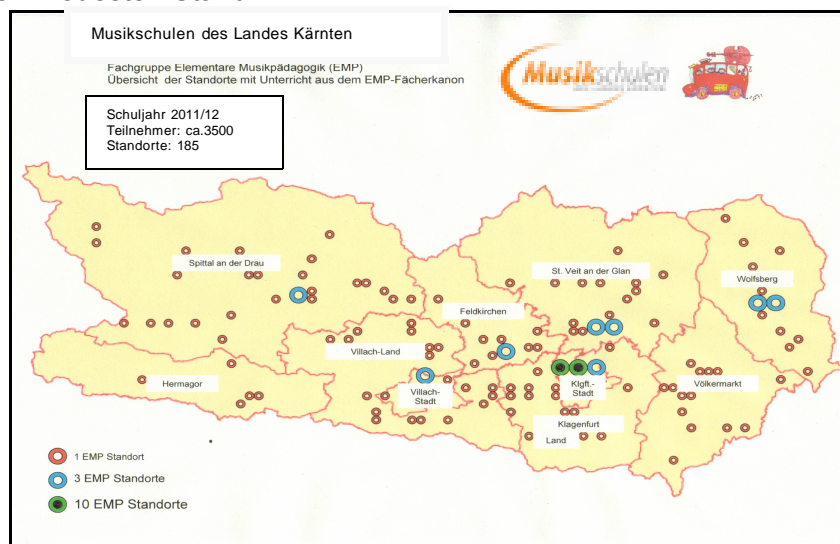 Musikschulen des Landes Kärnten
Fachgruppe Elementare Musikpädagogik (EMP)
Übersicht der Standorte mit Unterricht aus dem EMP-Fächerkanon
Musikschulen
Schuljahr 2011/12
Teilnehmer: ca.3500
Standorte: 185
Spittal an der Drau
St. Veit an der Glan
Wolfsberg
Feldkirchen
Villach-Land
Hermagor
Villach-
Stadt
Klgft.-
Stadt
Völkermarkt
Klagenfurt
Land
1 EMP Standort
3 EMP Standorte
10 EMP Standorte